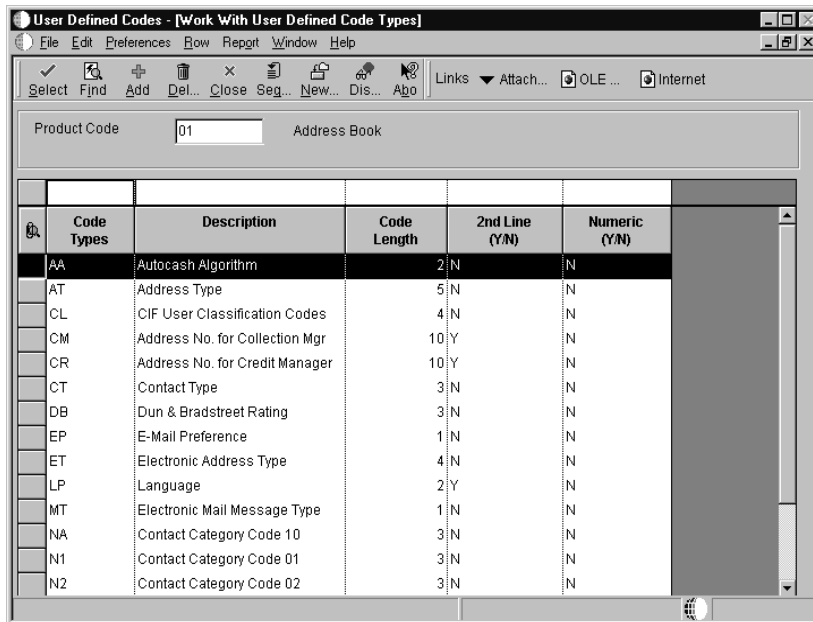 User Defined Codes - [Work With User Defined Code Types]
File Edit Preferences Row Report Window Help
Select Find Add Del... Close Seq... New... Dis... Abo Links Attach... OLE ... Internet
Product Code 01 Address Book
Code Types Description Code Length 2nd Line (Y/N) Numeric (Y/N)
AA Autocash Algorithm 2 N N
AT Address Type 5 N N
CL CIF User Classification Codes 4 N N
CM Address No. for Collection Mgr 10 Y N
CR Address No. for Credit Manager 10 Y N
CT Contact Type 3 N N
DB Dun & Bradstreet Rating 3 N N
EP E-Mail Preference 1 N N
ET Electronic Address Type 4 N N
LP Language 2 Y N
MT Electronic Mail Message Type 1 N N
NA Contact Category Code 10 3 N N
N1 Contact Category Code 01 3 N N
N2 Contact Category Code 02 3 N N